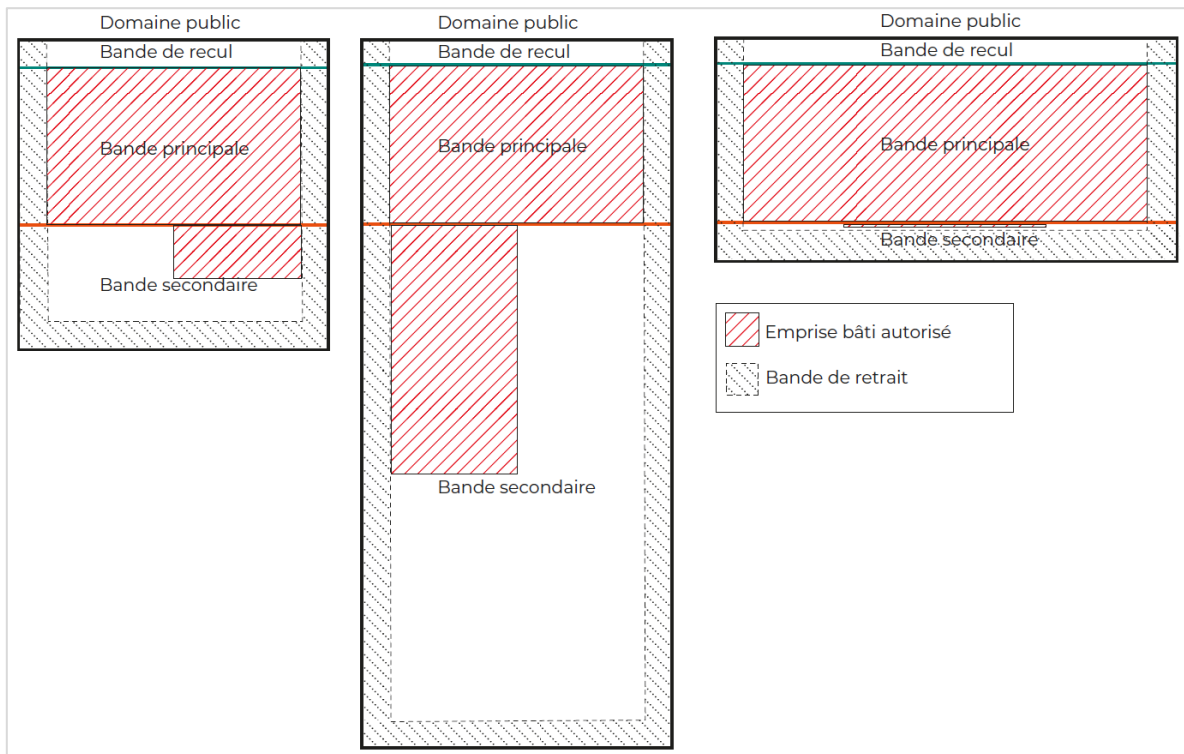 Domaine public
Bande de recul
Bande principale
Bande secondaire
Domaine public
Bande de recul
Bande principale
Bande secondaire
Domaine public
Bande de recul
Bande principale
Bande secondaire
Emprise bâti autorisé
Bande de retrait